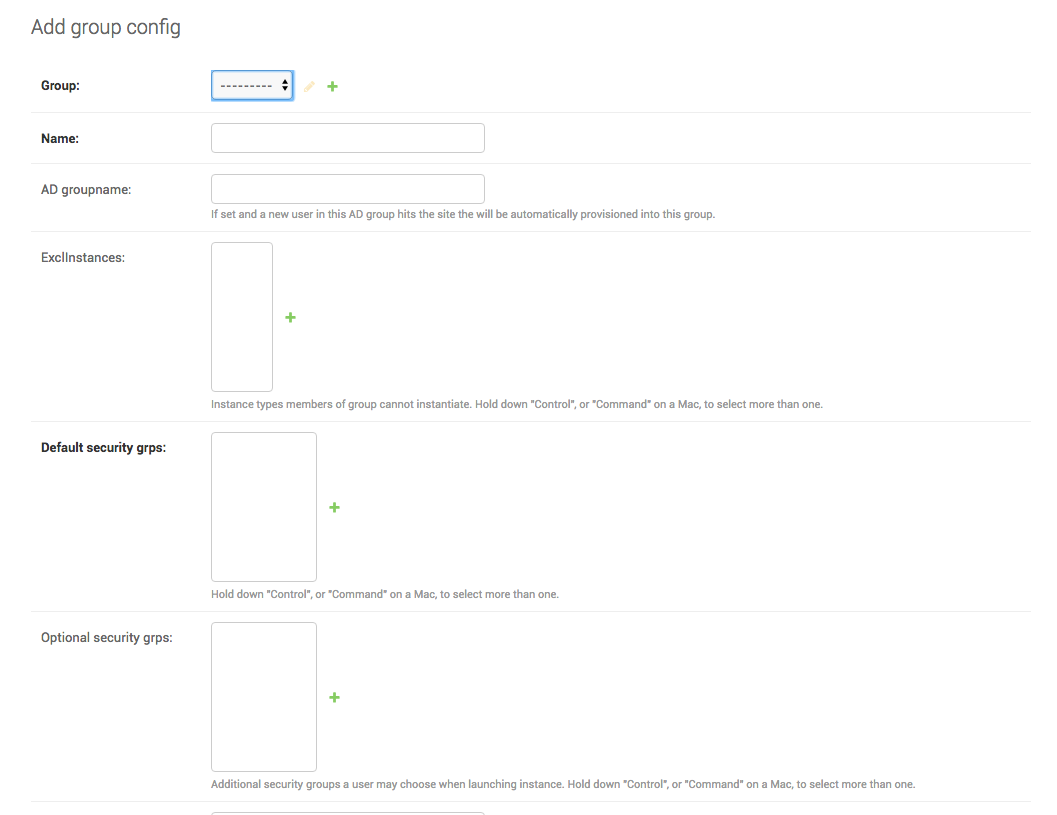 Add group config
Group:
---------
Name:
AD groupname:
If set and a new user in this AD group hits the site the will be automatically provisioned into this group.
ExclInstances:
Instance types members of group cannot instantiate. Hold down "Control", or "Command" on a Mac, to select more than one.
Default security grps:
Hold down "Control", or "Command" on a Mac, to select more than one.
Optional security grps:
Additional security groups a user may choose when launching instance. Hold down "Control", or "Command" on a Mac, to select more than one.